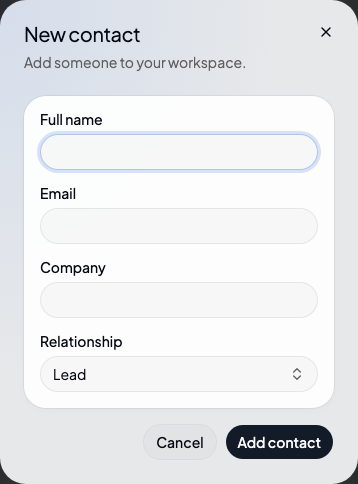 New contact
Add someone to your workspace.
Full name
Email
Company
Relationship
Lead
Cancel
Add contact